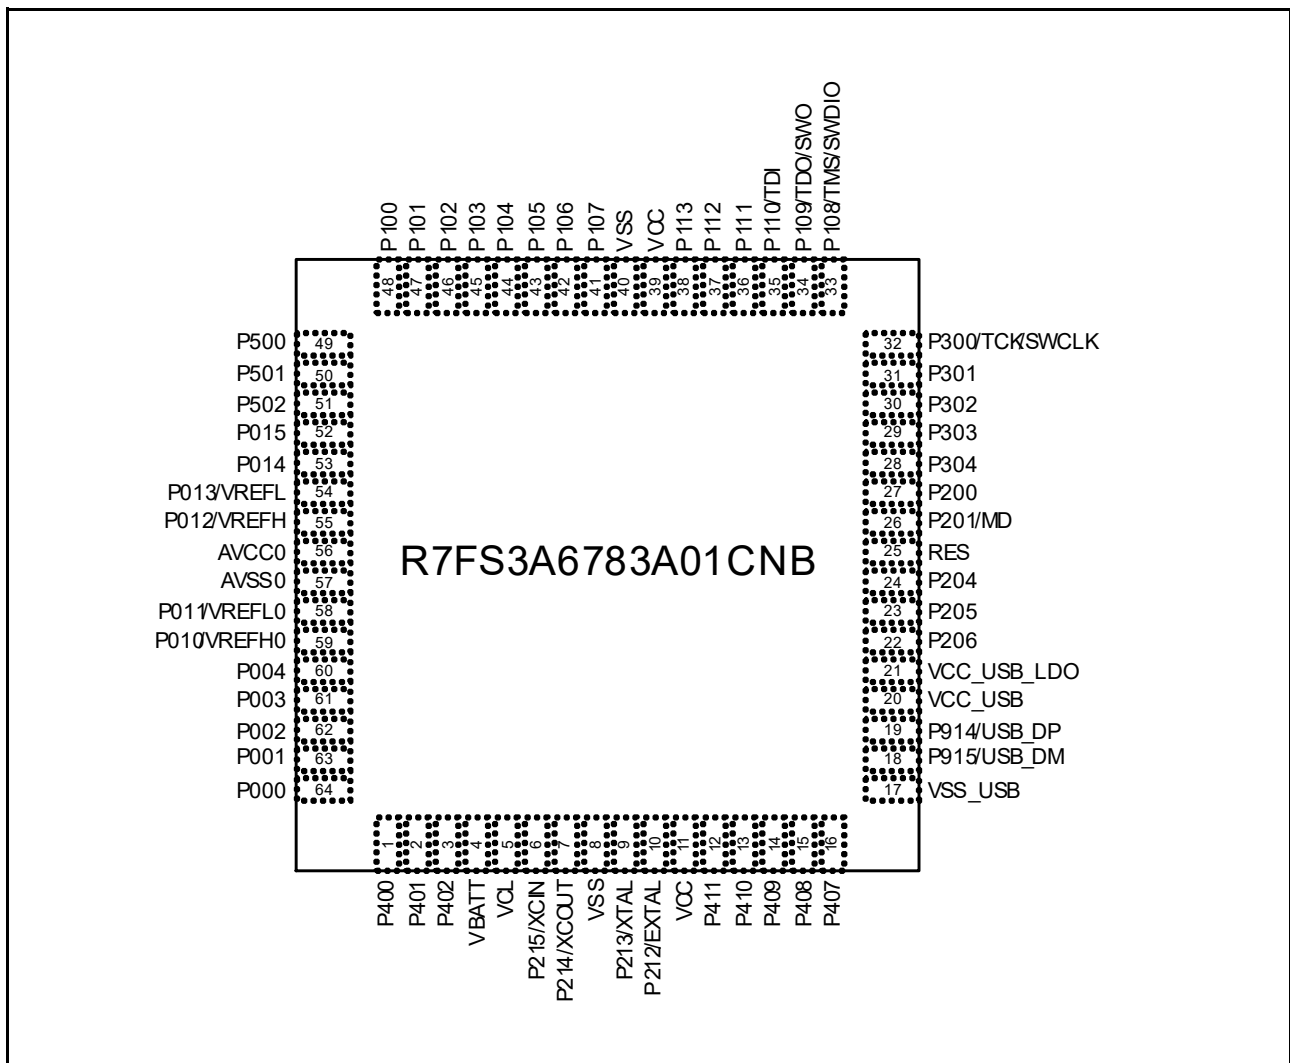 P100
P101
P102
P103
P104
P105
P106
P107
VSS
VCC
P113
P112
P111
P110/TDI
P109/TDO/SWO
P108/TMS/SWDIO
48
47
46
45
44
43
42
41
40
39
38
37
36
35
34
33
P500 49
P501 50
P502 51
P015 52
P014 53
P013/VREFL 54
P012/VREFH 55
AVCC0 56
AVSS0 57
P011/VREFL0 58
P010/VREFH0 59
P004 60
P003 61
P002 62
P001 63
P000 64
R7FS3A6783A01CNB
32 P300/TCK/SWCLK
31 P301
30 P302
29 P303
28 P304
27 P200
26 P201/MD
25 RES
24 P204
23 P205
22 P206
21 VCC_USB_LDO
20 VCC_USB
19 P914/USB_DP
18 P915/USB_DM
17 VSS_USB
1
2
3
4
5
6
7
8
9
10
11
12
13
14
15
16
P400
P401
P402
VBATT
VCL
P215/XCIN
P214/XCOUT
VSS
P213/XTAL
P212/EXTAL
VCC
P411
P410
P409
P408
P407